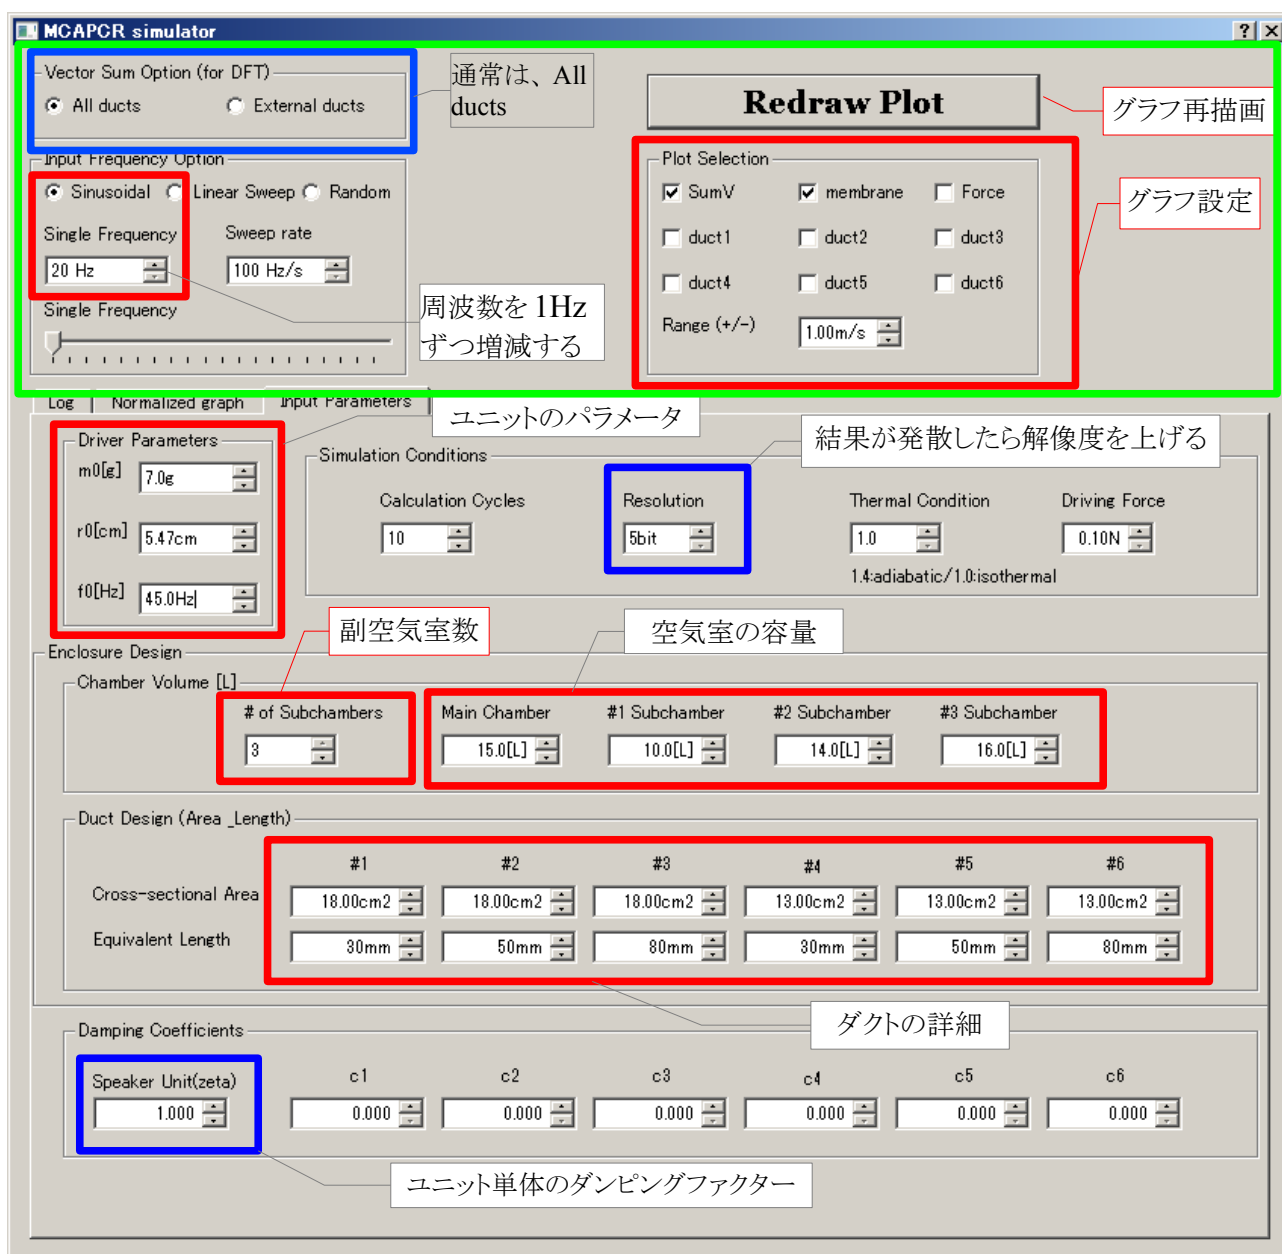 MCAPCR simulator
Vector Sum Option (for DFT)
All ducts
External ducts
通常は、All
ducts
Redraw Plot
グラフ再描画
Input Frequency Option
Sinusoidal
Linear Sweep
Random
Single Frequency
Sweep rate
20 Hz
100 Hz/s
Single Frequency
周波数を 1Hz
ずつ増減する
Plot Selection
SumV
membrane
Force
duct1
duct2
duct3
duct4
duct5
duct6
Range (+/-)
1.00m/s
グラフ設定
Log
Normalized graph
Input Parameters
ユニットのパラメータ
結果が発散したら解像度を上げる
Driver Parameters
m0[g]
7.0g
r0[cm]
5.47cm
f0[Hz]
45.0Hz
Simulation Conditions
Calculation Cycles
Resolution
Thermal Condition
Driving Force
10
5bit
1.0
0.10N
1.4:adiabatic/1.0:isothermal
副空気室数
空気室の容量
Enclosure Design
Chamber Volume [L]
# of Subchambers
Main Chamber
#1 Subchamber
#2 Subchamber
#3 Subchamber
3
15.0[L]
10.0[L]
14.0[L]
16.0[L]
Duct Design (Area _Length)
#1
#2
#3
#4
#5
#6
Cross-sectional Area
18.00cm2
18.00cm2
18.00cm2
13.00cm2
13.00cm2
13.00cm2
Equivalent Length
30mm
50mm
80mm
30mm
50mm
80mm
ダクトの詳細
Damping Coefficients
Speaker Unit(zeta)
c1
c2
c3
c4
c5
c6
1.000
0.000
0.000
0.000
0.000
0.000
0.000
ユニット単体のダンピングファクター